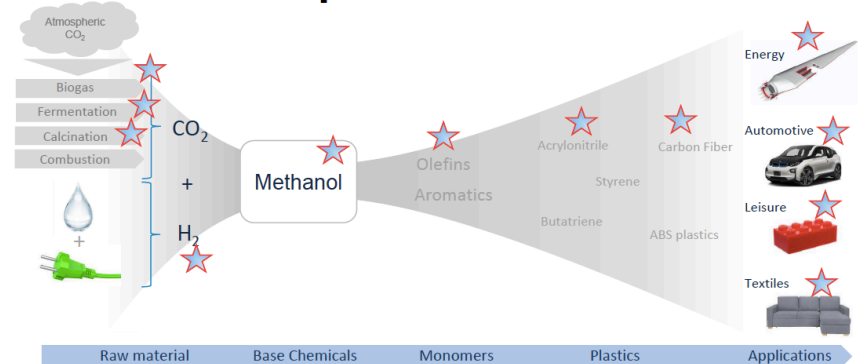 Atmospheric
CO₂
Biogas
Fermentation
Calcination
Combustion
+
CO₂
+
H₂
Methanol
Olefins
Aromatics
Acrylonitrile
Carbon Fiber
Styrene
Butatriene
ABS plastics
Energy
Automotive
Leisure
Textiles
Raw material Base Chemicals Monomers Plastics Applications